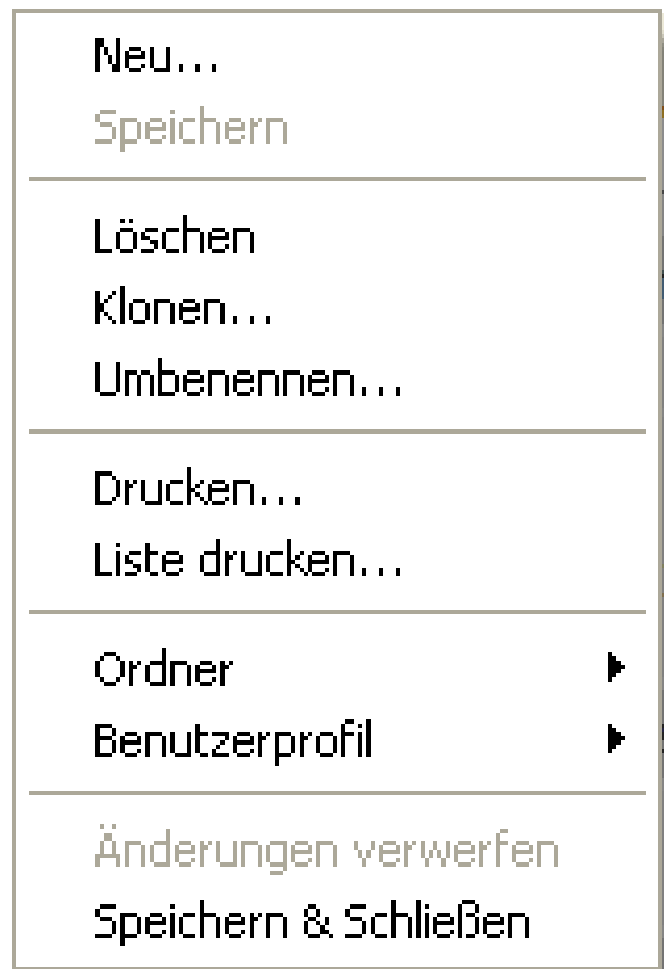 Neu...
Speichern
Löschen
Klonen...
Umbenennen...
Drucken...
Liste drucken...
Ordner
Benutzerprofil
Änderungen verwerfen
Speichern & Schließen